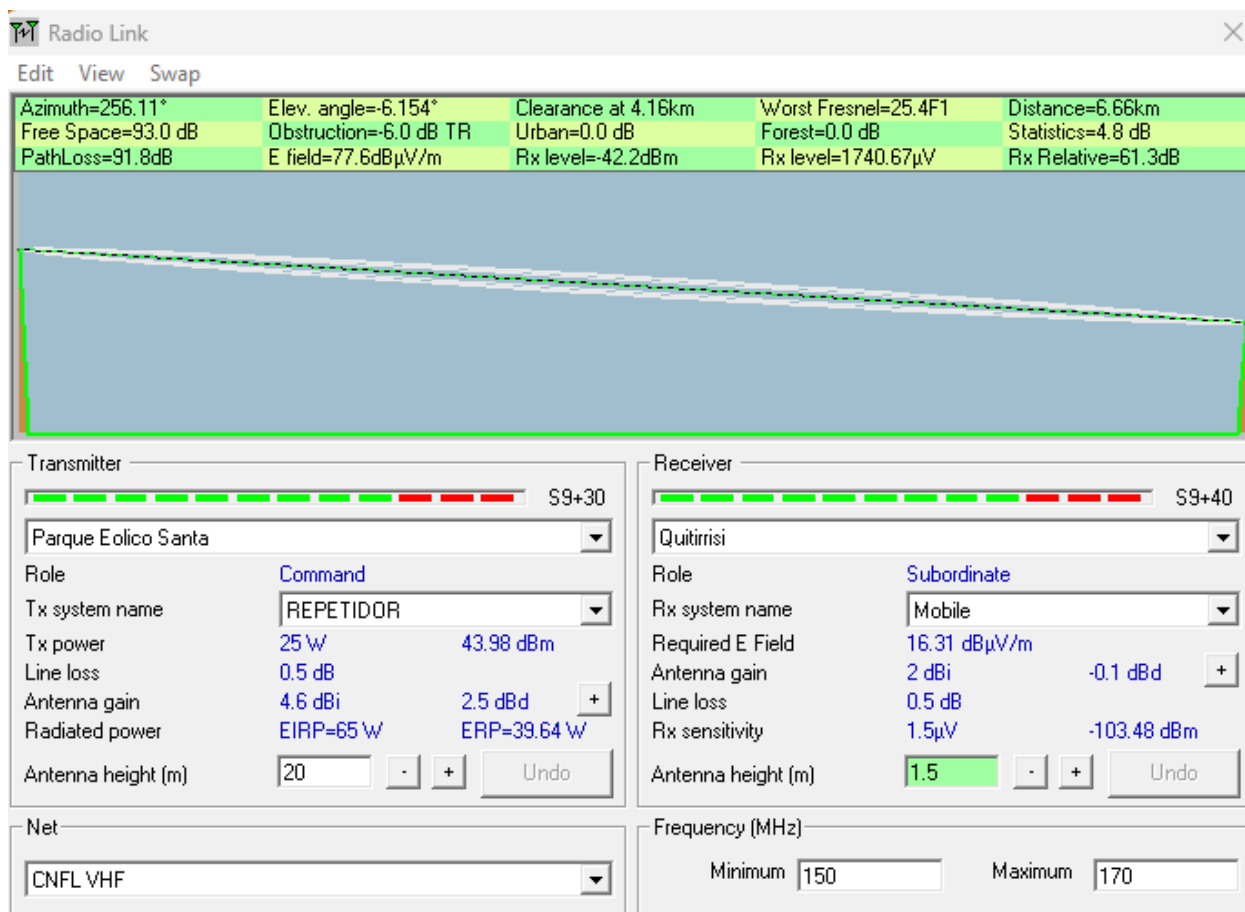 Radio Link
Edit View Swap
Azimuth=256.11° Elev. angle=-6.154° Clearance at 4.16km Worst Fresnel=25.4F1 Distance=6.66km
Free Space=93.0 dB Obstruction=-6.0 dB TR Urban=0.0 dB Forest=0.0 dB Statistics=4.8 dB
PathLoss=91.8dB E field=77.6dBµV/m Rx level=-42.2dBm Rx level=1740.67µV Rx Relative=61.3dB
Transmitter
S9+30
Parque Eolico Santa
Role Command
Tx system name REPETIDOR
Tx power 25 W 43.98 dBm
Line loss 0.5 dB
Antenna gain 4.6 dBi 2.5 dBd +
Radiated power EIRP=65 W ERP=39.64 W
Antenna height (m) 20 - + Undo
Receiver
S9+40
Quitirrisi
Role Subordinate
Rx system name Mobile
Required E Field 16.31 dBµV/m
Antenna gain 2 dBi -0.1 dBd +
Line loss 0.5 dB
Rx sensitivity 1.5µV -103.48 dBm
Antenna height (m) 1.5 - + Undo
Net
CNFL VHF
Frequency (MHz)
Minimum 150 Maximum 170